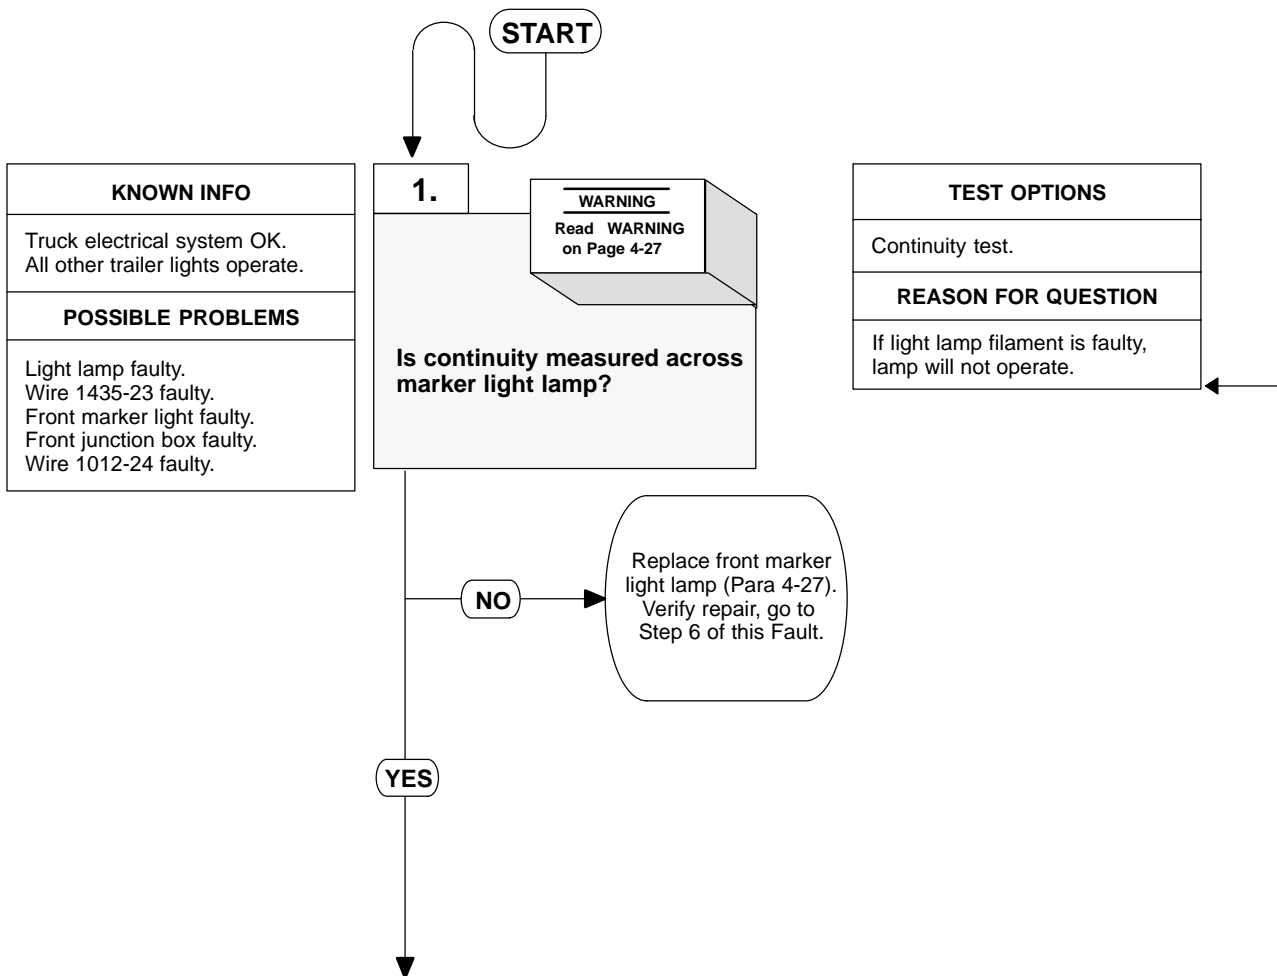 START
KNOWN INFO
Truck electrical system OK.
All other trailer lights operate.
POSSIBLE PROBLEMS
Light lamp faulty.
Wire 1435-23 faulty.
Front marker light faulty.
Front junction box faulty.
Wire 1012-24 faulty.
1.
WARNING
Read WARNING
on Page 4-27
Is continuity measured across
marker light lamp?
TEST OPTIONS
Continuity test.
REASON FOR QUESTION
If light lamp filament is faulty,
lamp will not operate.
NO
Replace front marker
light lamp (Para 4-27).
Verify repair, go to
Step 6 of this Fault.
YES